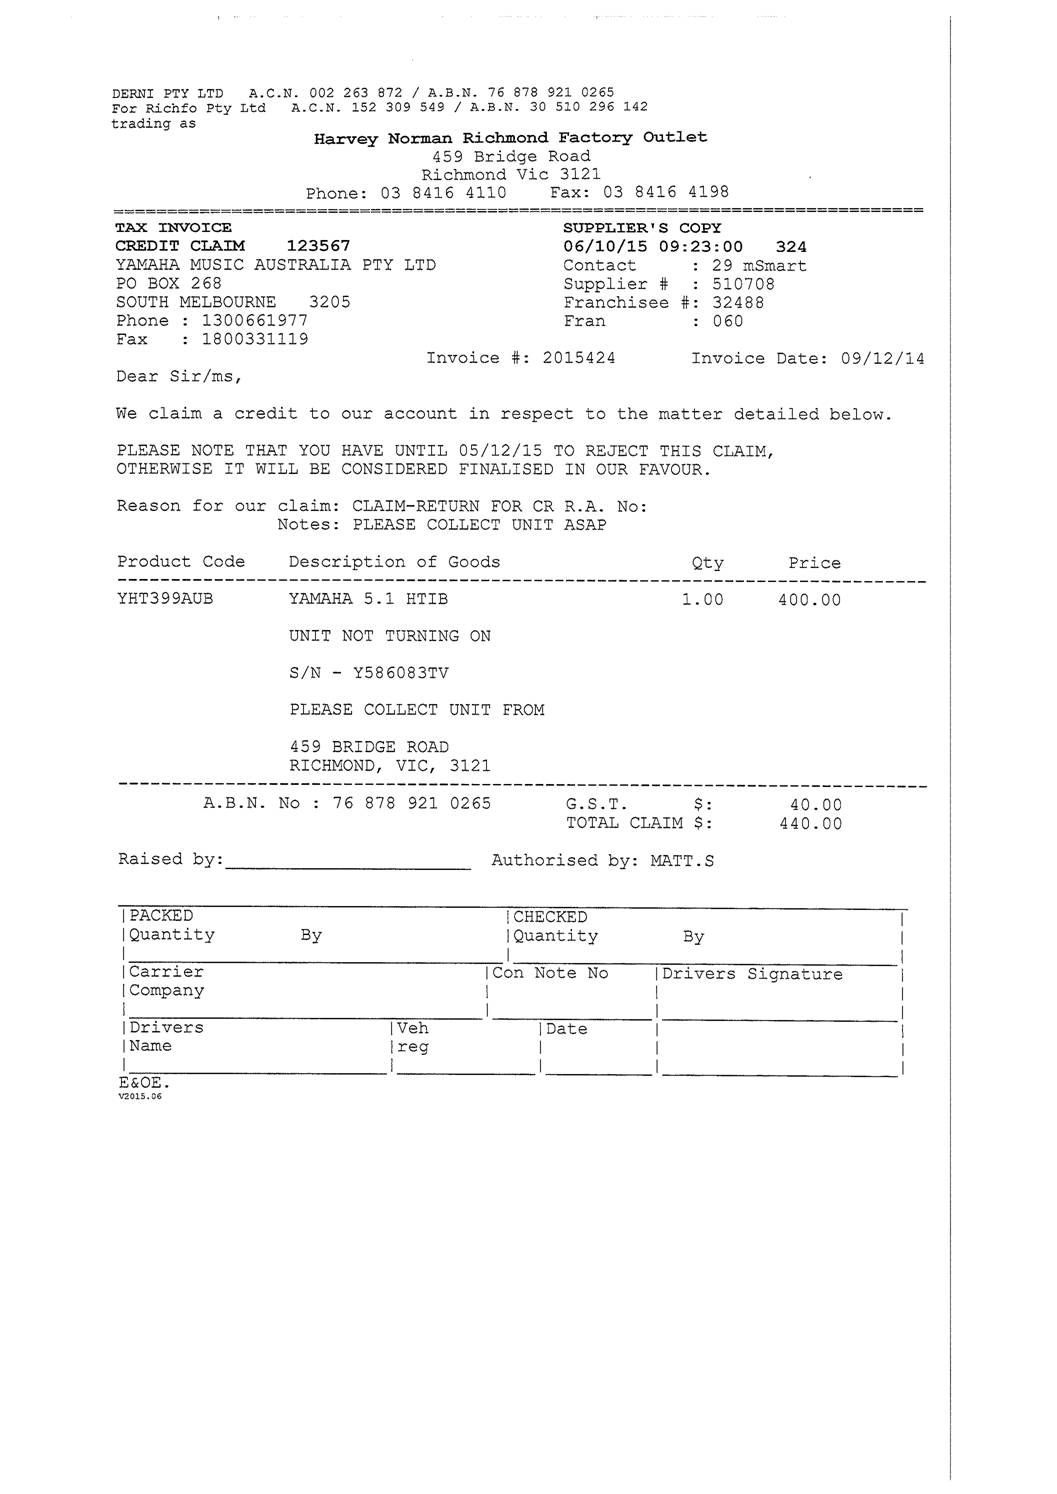 DERNI PTY LTD   A.C.N. 002 263 872 / A.B.N. 76 878 921 0265
For Richfo Pty Ltd   A.C.N. 152 309 549 / A.B.N. 30 510 296 142
trading as
Harvey Norman Richmond Factory Outlet
459 Bridge Road
Richmond Vic 3121
Phone: 03 8416 4110    Fax: 03 8416 4198
TAX INVOICE    SUPPLIER'S COPY
CREDIT CLAIM    123567    06/10/15 09:23:00   324
YAMAHA MUSIC AUSTRALIA PTY LTD    Contact     : 29 mSmart
PO BOX 268    Supplier #  : 510708
SOUTH MELBOURNE   3205    Franchisee #: 32488
Phone : 1300661977    Fran        : 060
Fax   : 1800331119
Invoice #: 2015424    Invoice Date: 09/12/14
Dear Sir/ms,
We claim a credit to our account in respect to the matter detailed below.
PLEASE NOTE THAT YOU HAVE UNTIL 05/12/15 TO REJECT THIS CLAIM,
OTHERWISE IT WILL BE CONSIDERED FINALISED IN OUR FAVOUR.
Reason for our claim: CLAIM-RETURN FOR CR R.A. No:
Notes: PLEASE COLLECT UNIT ASAP
Product Code    Description of Goods    Qty    Price
YHT399AUB    YAMAHA 5.1 HTIB    1.00    400.00
UNIT NOT TURNING ON
S/N - Y586083TV
PLEASE COLLECT UNIT FROM
459 BRIDGE ROAD
RICHMOND, VIC, 3121
A.B.N. No : 76 878 921 0265    G.S.T.      $:    40.00
TOTAL CLAIM $:    440.00
Raised by:    Authorised by: MATT.S
PACKED    CHECKED
Quantity    By    Quantity    By
Carrier    Con Note No    Drivers Signature
Company
Drivers    Veh    Date
Name    reg
E&OE.
V2015.06